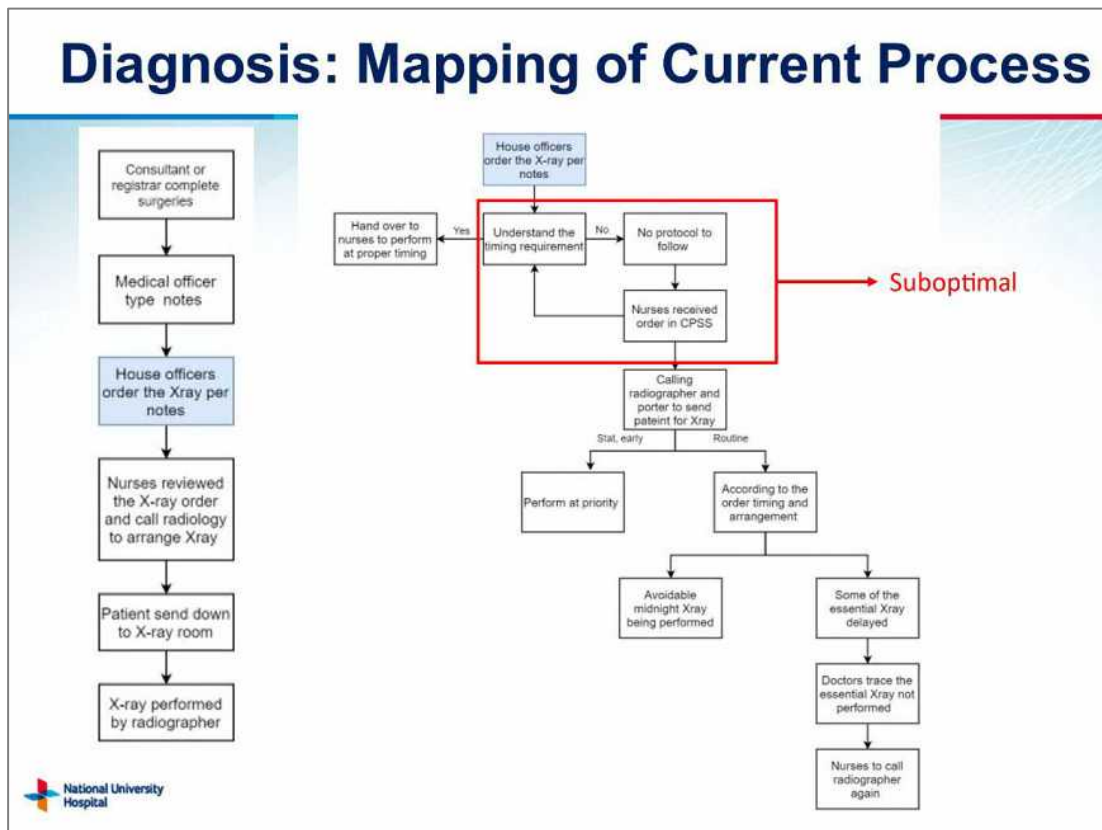 Diagnosis: Mapping of Current Process
Consultant or
registrar complete
surgeries
Medical officer
type notes
House officers
order the Xray per
notes
Nurses reviewed
the X-ray order
and call radiology
to arrange Xray
Patient send down
to X-ray room
X-ray performed
by radiographer
House officers
order the X-ray per
notes
Hand over to
nurses to perform
at proper timing
Yes
Understand the
timing requirement
No
No protocol to
follow
Nurses received
order in CPSS
Suboptimal
Calling
radiographer and
porter to send
pateint for Xray
Stat, early
Routine
Perform at priority
According to the
order timing and
arrangement
Avoidable
midnight Xray
being performed
Some of the
essential Xray
delayed
Doctors trace the
essential Xray not
performed
Nurses to call
radiographer
again
National University
Hospital